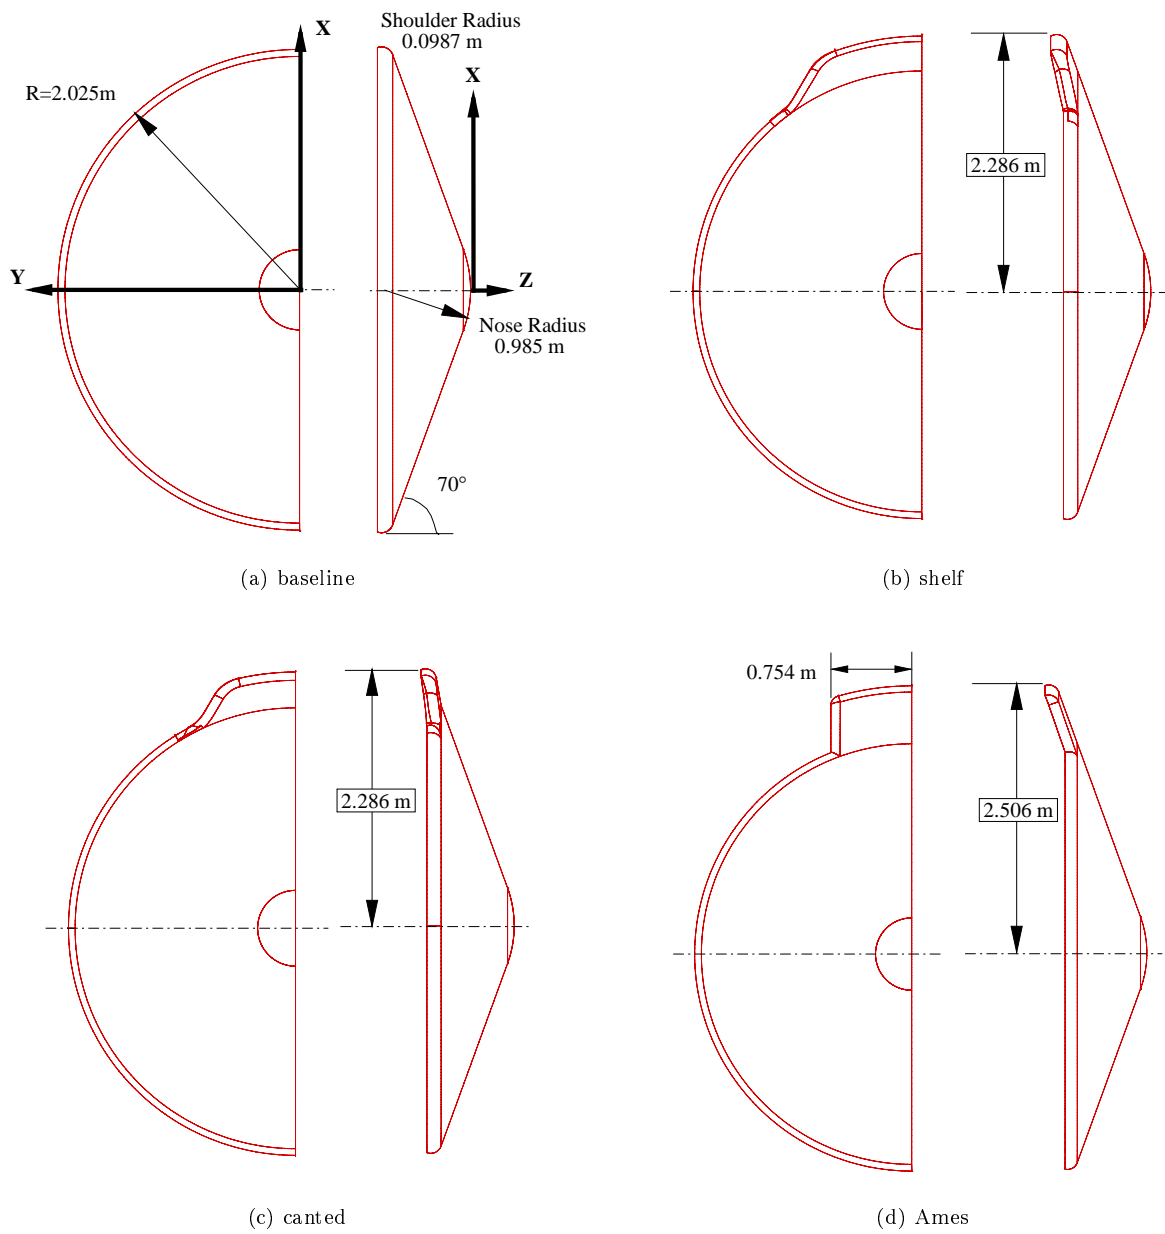 X
Shoulder Radius
0.0987 m
X
R=2.025m
Y
Z
Nose Radius
0.985 m
70°
(a) baseline
2.286 m
(b) shelf
2.286 m
(c) canted
0.754 m
2.506 m
(d) Ames